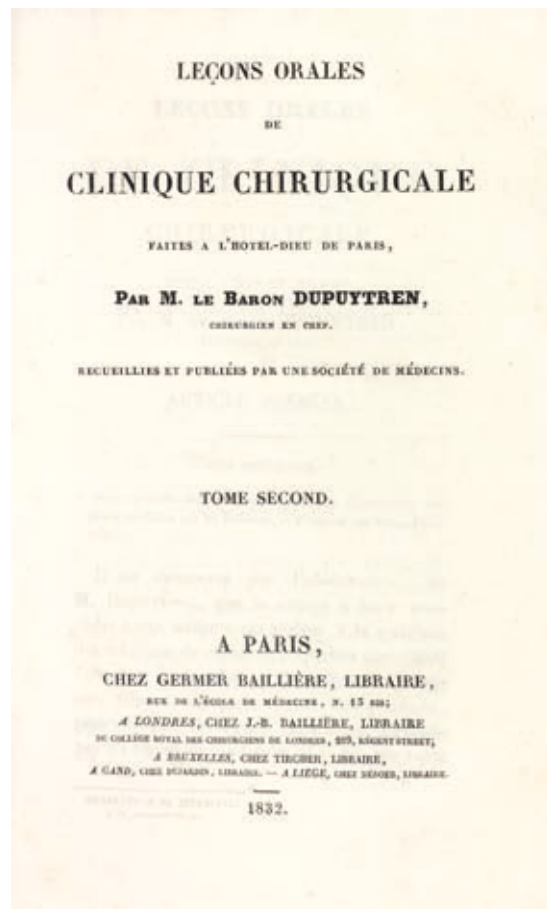 LEÇONS ORALES
DE
CLINIQUE CHIRURGICALE
FAITES A L'HOTEL-DIEU DE PARIS,
PAR M. LE BARON DUPUYTREN,
CHIRURGIEN EN CHEF.
RECUEILLIES ET PUBLIÉES PAR UNE SOCIÉTÉ DE MÉDECINS.
TOME SECOND.
A PARIS,
CHEZ GERMER BAILLIÈRE, LIBRAIRE,
RUE DE L'ÉCOLE DE MÉDECINE, N. 13 BIS;
A LONDRES, CHEZ J.-B. BAILLIÈRE, LIBRAIRE
DU COLLÉGE ROYAL DES CHIRURGIENS DE LONDRES, 219, REGENT STREET;
A BRUXELLES, CHEZ TIRCHER, LIBRAIRE,
A GAND, CHEZ DUJARDIN, LIBRAIRE. — A LIÉGE, CHEZ DESOER, LIBRAIRE.
1832.